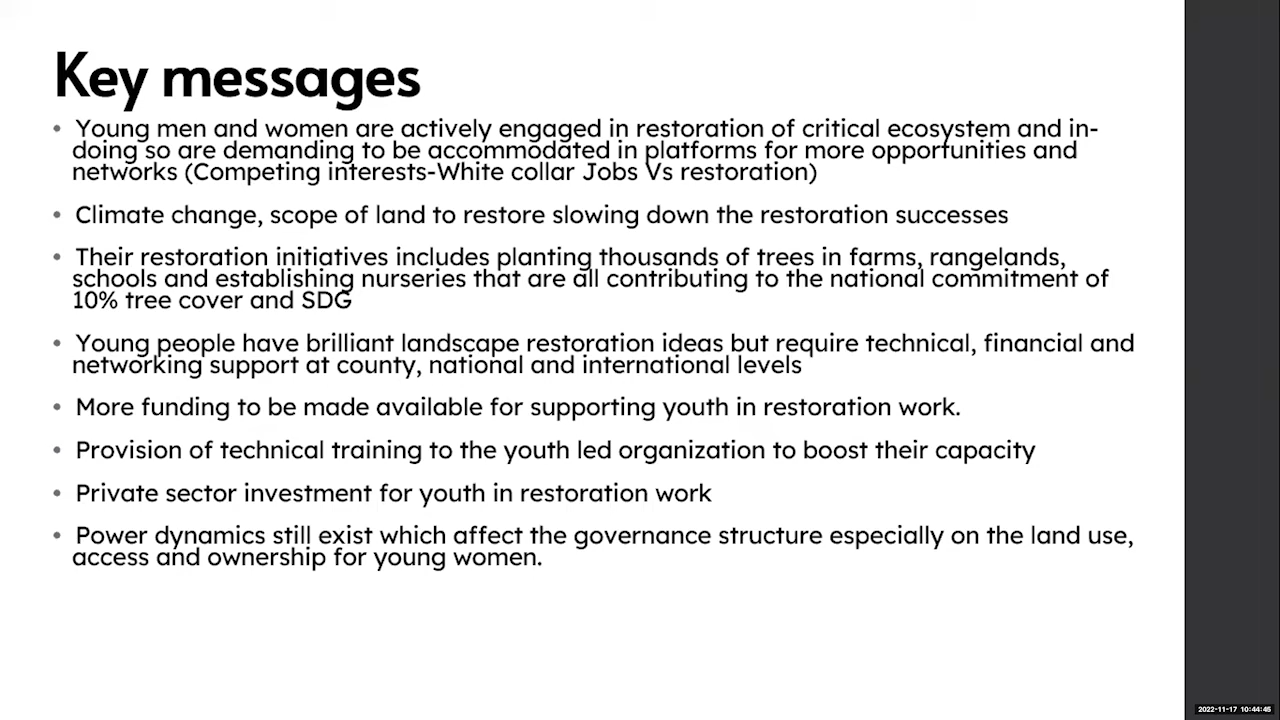 Key messages
• Young men and women are actively engaged in restoration of critical ecosystem and in-
doing so are demanding to be accommodated in platforms for more opportunities and
networks (Competing interests-White collar Jobs Vs restoration)
• Climate change, scope of land to restore slowing down the restoration successes
• Their restoration initiatives includes planting thousands of trees in farms, rangelands,
schools and establishing nurseries that are all contributing to the national commitment of
10% tree cover and SDG
• Young people have brilliant landscape restoration ideas but require technical, financial and
networking support at county, national and international levels
• More funding to be made available for supporting youth in restoration work.
• Provision of technical training to the youth led organization to boost their capacity
• Private sector investment for youth in restoration work
• Power dynamics still exist which affect the governance structure especially on the land use,
access and ownership for young women.
2022-11-17 10:44:45